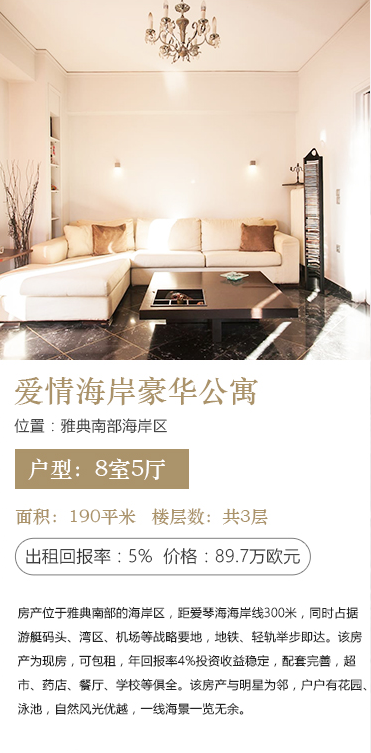 爱情海岸豪华公寓
位置：雅典南部海岸区
户型：8室5厅
面积：190平米 楼层数：共3层
出租回报率：5% 价格：89.7万欧元
房产位于雅典南部的海岸区，距爱琴海海岸线300米，同时占据
游艇码头、湾区、机场等战略要地，地铁、轻轨举步即达。该房
产为现房，可包租，年回报率4%投资收益稳定，配套完善，超
市、药店、餐厅、学校等俱全。该房产与明星为邻，户户有花园、
泳池，自然风光优越，一线海景一览无余。